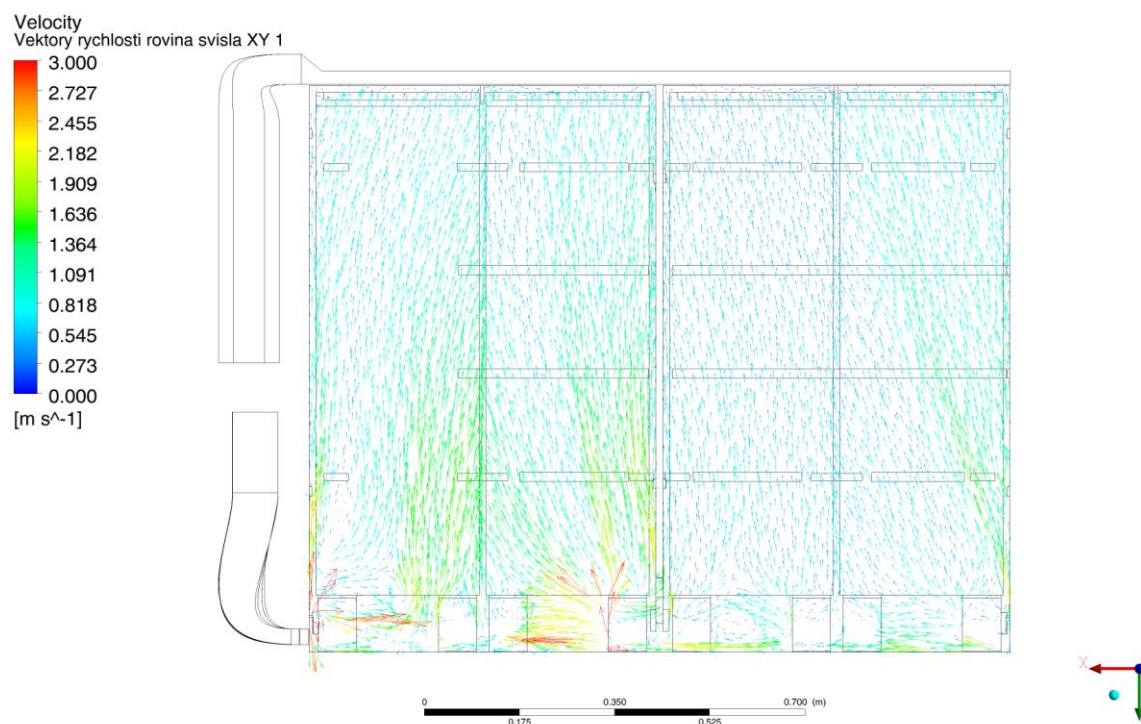 Velocity
Vektory rychlosti rovina svisla XY 1
3.000
2.727
2.455
2.182
1.909
1.636
1.364
1.091
0.818
0.545
0.273
0.000
[m s^-1]
0 0.350 0.700 (m)
0.175 0.525
X